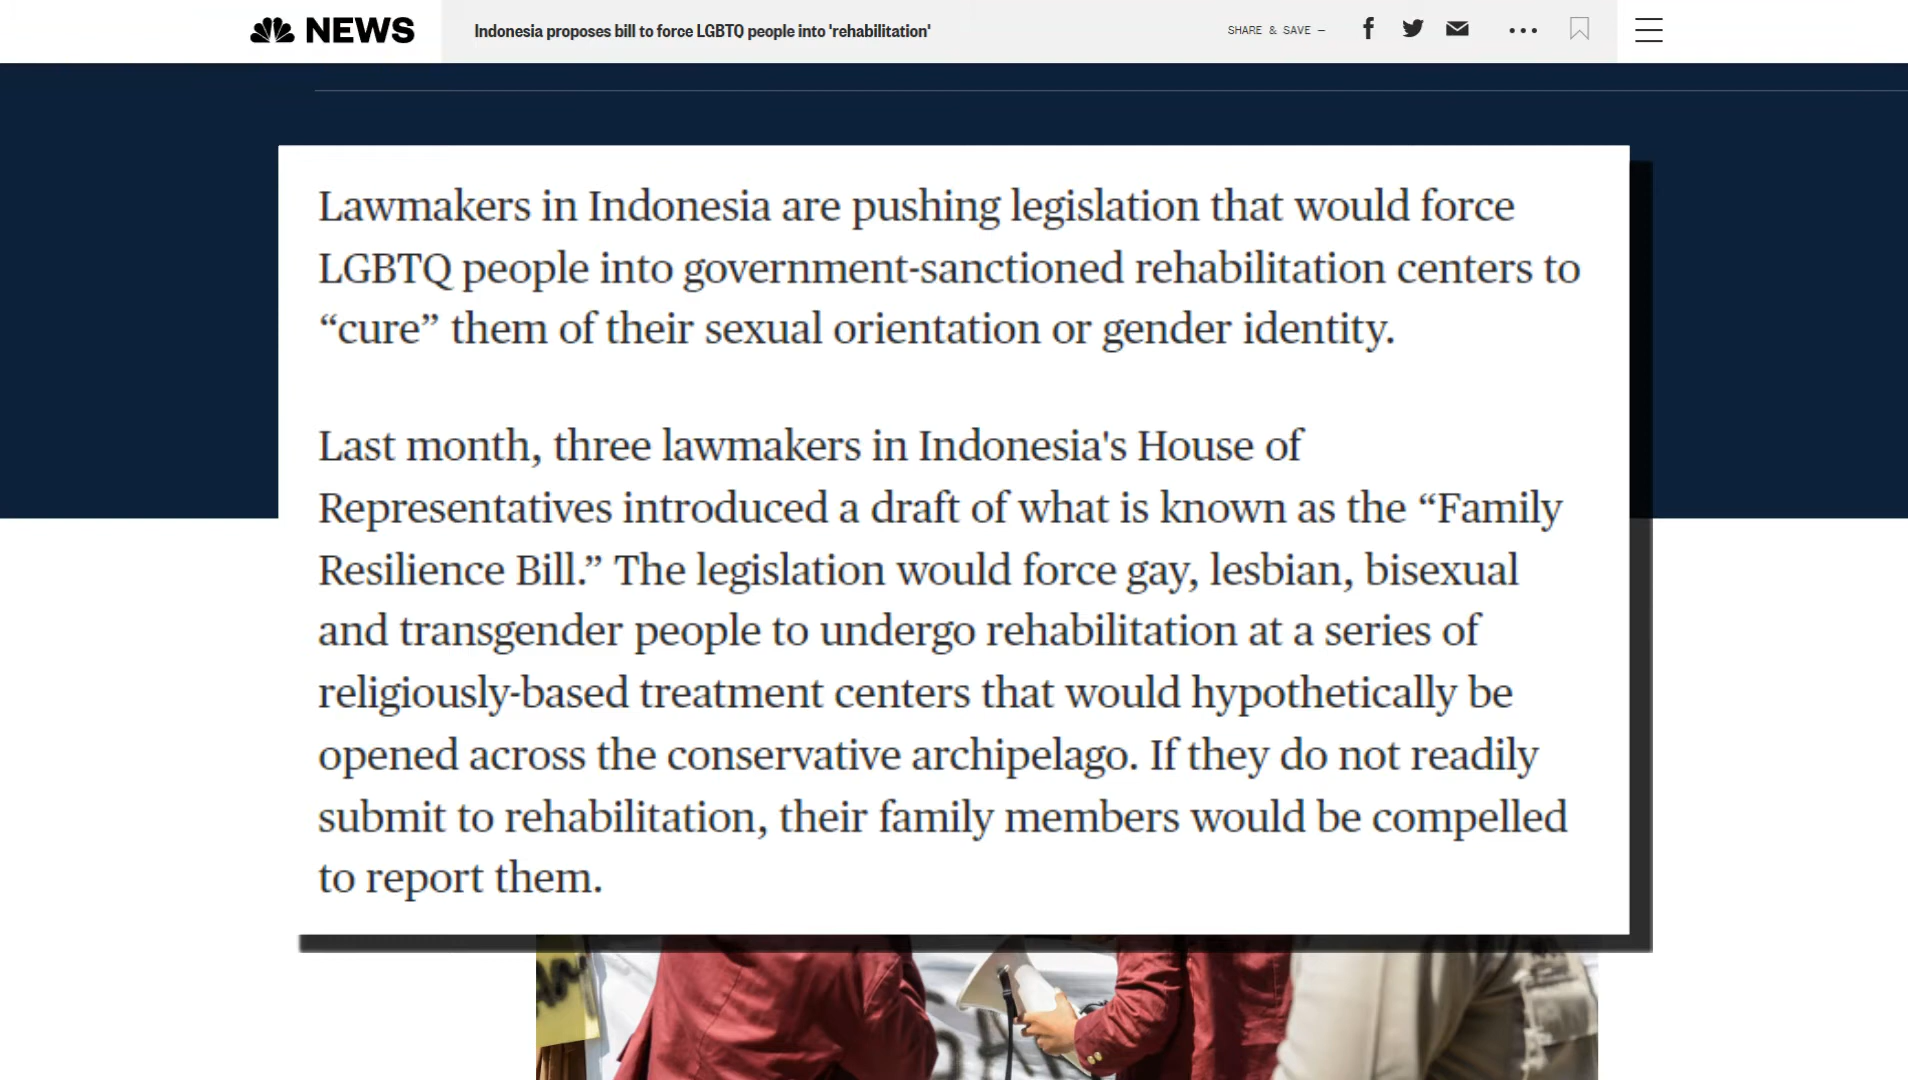 NEWS
Indonesia proposes bill to force LGBTQ people into 'rehabilitation'
SHARE & SAVE —
Lawmakers in Indonesia are pushing legislation that would force
LGBTQ people into government-sanctioned rehabilitation centers to
“cure” them of their sexual orientation or gender identity.
Last month, three lawmakers in Indonesia's House of
Representatives introduced a draft of what is known as the “Family
Resilience Bill.” The legislation would force gay, lesbian, bisexual
and transgender people to undergo rehabilitation at a series of
religiously-based treatment centers that would hypothetically be
opened across the conservative archipelago. If they do not readily
submit to rehabilitation, their family members would be compelled
to report them.